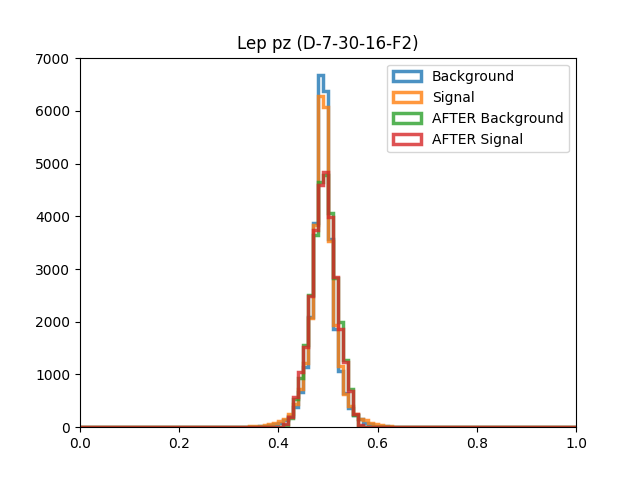 Lep pz (D-7-30-16-F2)
7000
6000
5000
4000
3000
2000
1000
0
0.0 0.2 0.4 0.6 0.8 1.0
Background
Signal
AFTER Background
AFTER Signal